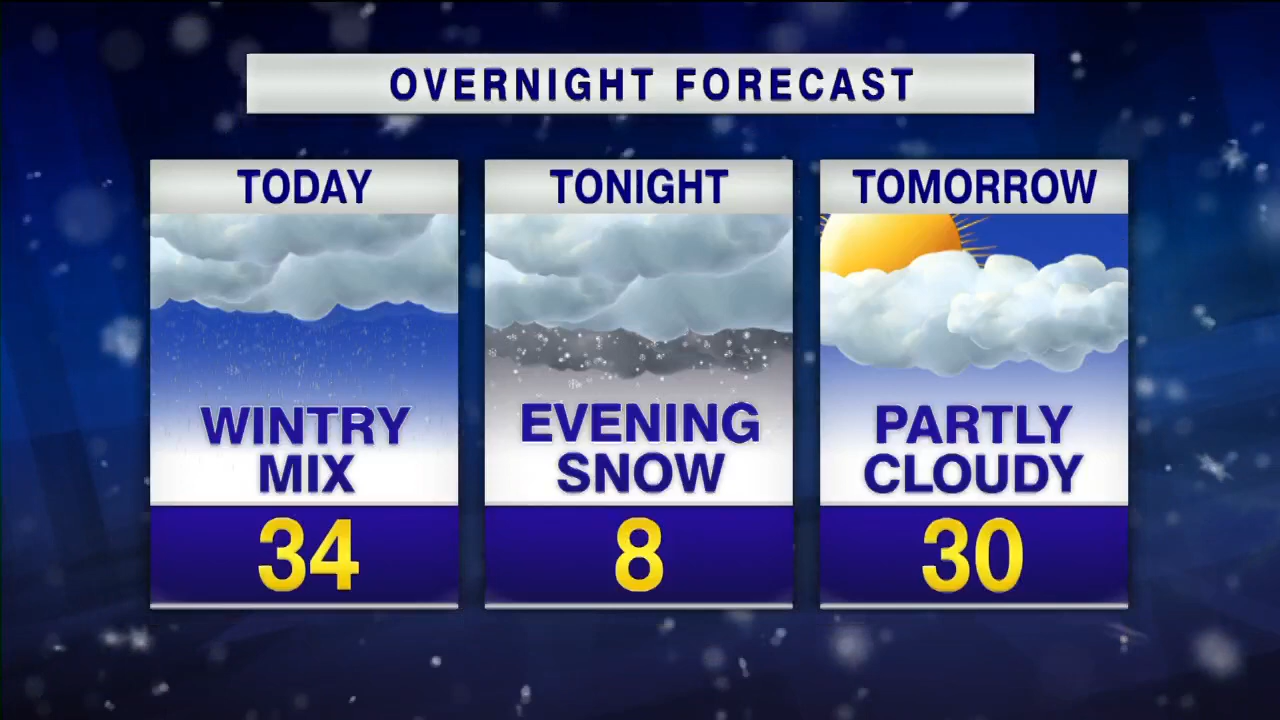 OVERNIGHT FORECAST
TODAY
WINTRY
MIX
34
TONIGHT
EVENING
SNOW
8
TOMORROW
PARTLY
CLOUDY
30